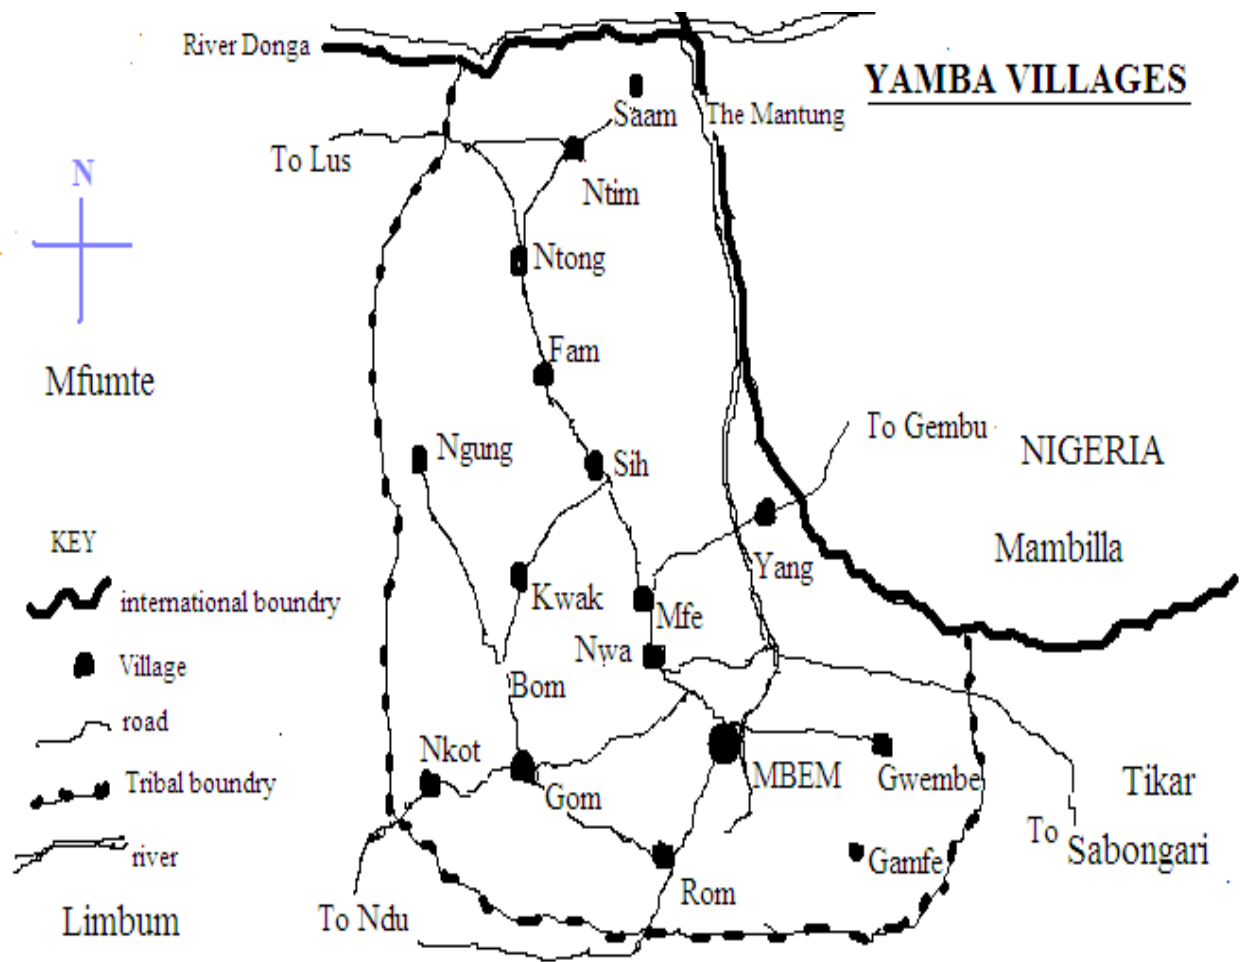 River Donga
YAMBA VILLAGES
Saam
The Mantung
To Lus
N
Ntim
Ntong
Mfumte
Fam
To Gembu
Ngung
Sih
NIGERIA
KEY
Mambilla
Yang
international boundry
Kwak
Mfe
Nwa
Village
Bom
road
Nkot
MBEM
Gwembe
Tribal boundry
Gom
Tikar
To
Sabongari
river
Gamfe
Rom
Limbum
To Ndu